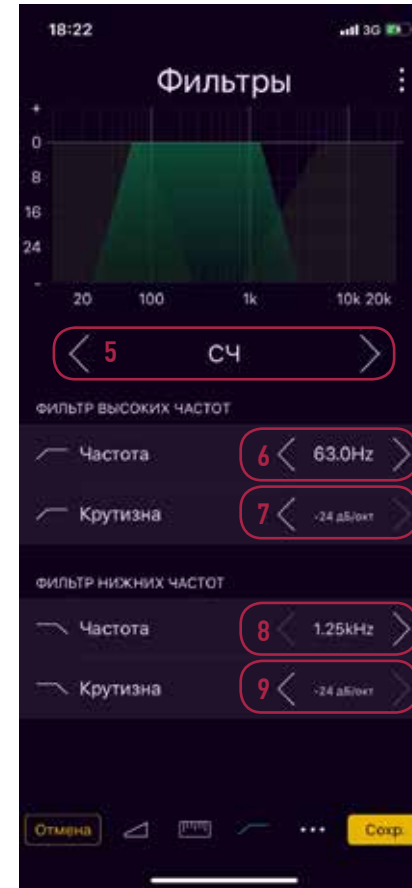 18:22 3G
Фильтры
+
0
8
16
24
-
20 100 1k 10k 20k
5 СЧ
ФИЛЬТР ВЫСОКИХ ЧАСТОТ
Частота 6 63.0Hz
Крутизна 7 -24 дБ/окт
ФИЛЬТР НИЖНИХ ЧАСТОТ
Частота 8 1.25kHz
Крутизна 9 -24 дБ/окт
Отмена Сохр.